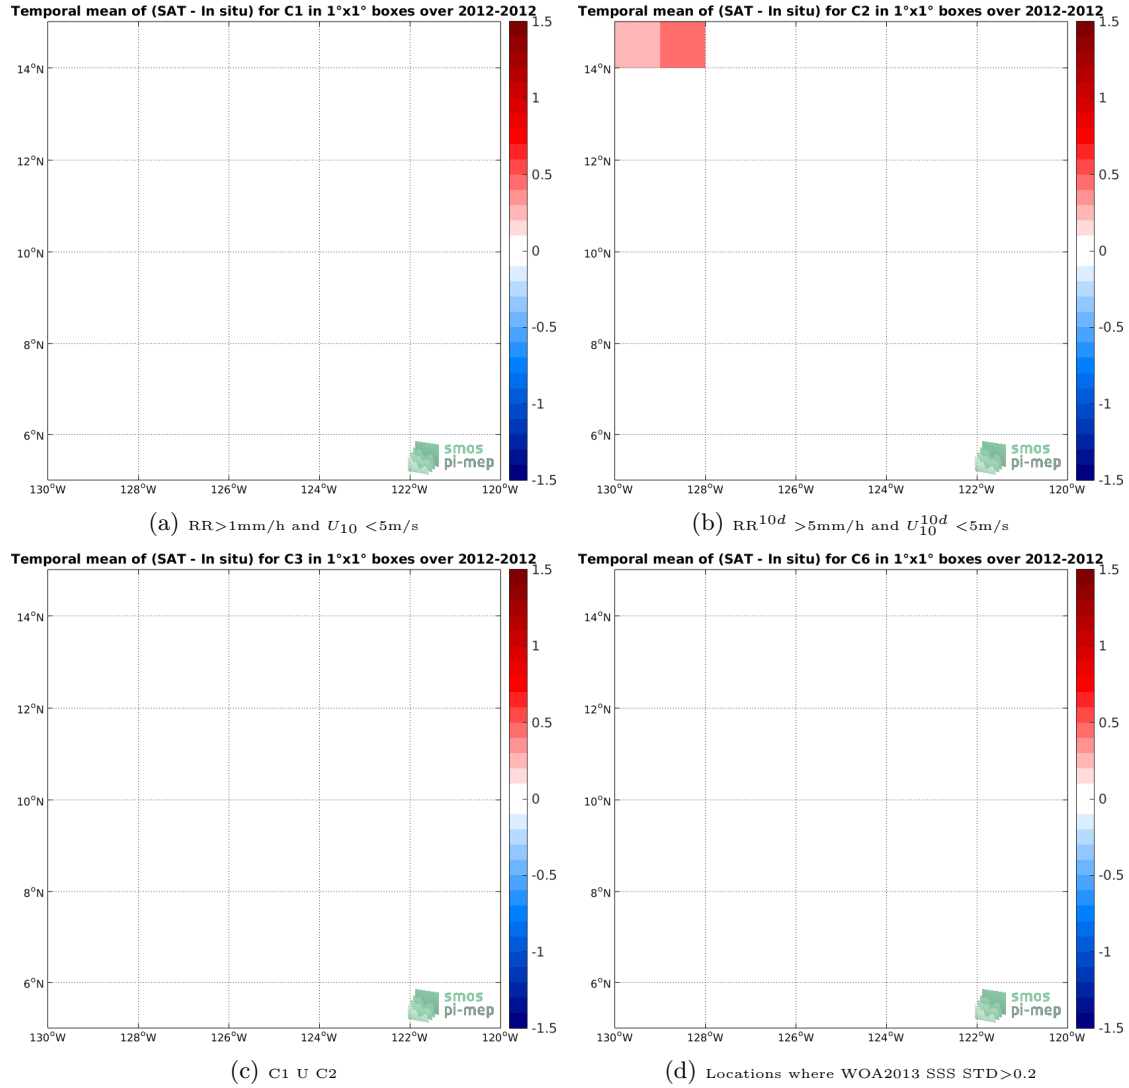 Temporal mean of (SAT - In situ) for C1 in 1°x1° boxes over 2012-2012
1.5
14°N
1
12°N
0.5
10°N
0
8°N
-0.5
-1
6°N
smos
pi-mep
-1.5
130°W 128°W 126°W 124°W 122°W 120°W
(a) RR>1mm/h and U10 <5m/s
Temporal mean of (SAT - In situ) for C2 in 1°x1° boxes over 2012-2012
1.5
14°N
1
12°N
0.5
10°N
0
8°N
-0.5
-1
6°N
smos
pi-mep
-1.5
130°W 128°W 126°W 124°W 122°W 120°W
(b) RR^10d >5mm/h and U10^10d <5m/s
Temporal mean of (SAT - In situ) for C3 in 1°x1° boxes over 2012-2012
1.5
14°N
1
12°N
0.5
10°N
0
8°N
-0.5
-1
6°N
smos
pi-mep
-1.5
130°W 128°W 126°W 124°W 122°W 120°W
(c) C1 U C2
Temporal mean of (SAT - In situ) for C6 in 1°x1° boxes over 2012-2012
1.5
14°N
1
12°N
0.5
10°N
0
8°N
-0.5
-1
6°N
smos
pi-mep
-1.5
130°W 128°W 126°W 124°W 122°W 120°W
(d) Locations where WOA2013 SSS STD>0.2